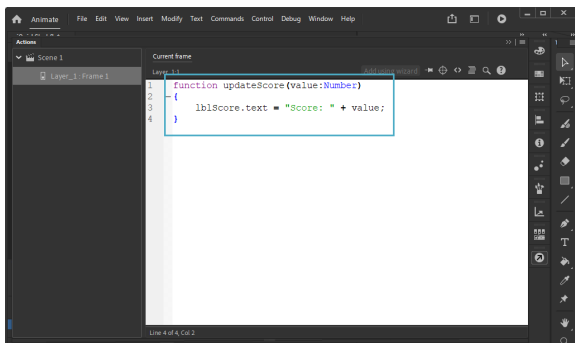 Animate File Edit View Insert Modify Text Commands Control Debug Window Help
Actions
Scene 1
Layer_1 : Frame 1
Current frame
Layer_1:1 Add using wizard
1 function updateScore(value:Number)
2 {
3 lblScore.text = "Score: " + value;
4 }
Line 4 of 4, Col 2